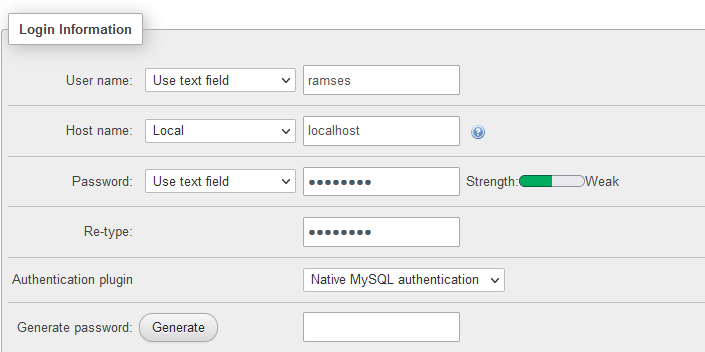 Login Information
User name: Use text field ramses
Host name: Local localhost
Password: Use text field ●●●●●●●● Strength: Weak
Re-type: ●●●●●●●●
Authentication plugin Native MySQL authentication
Generate password: Generate